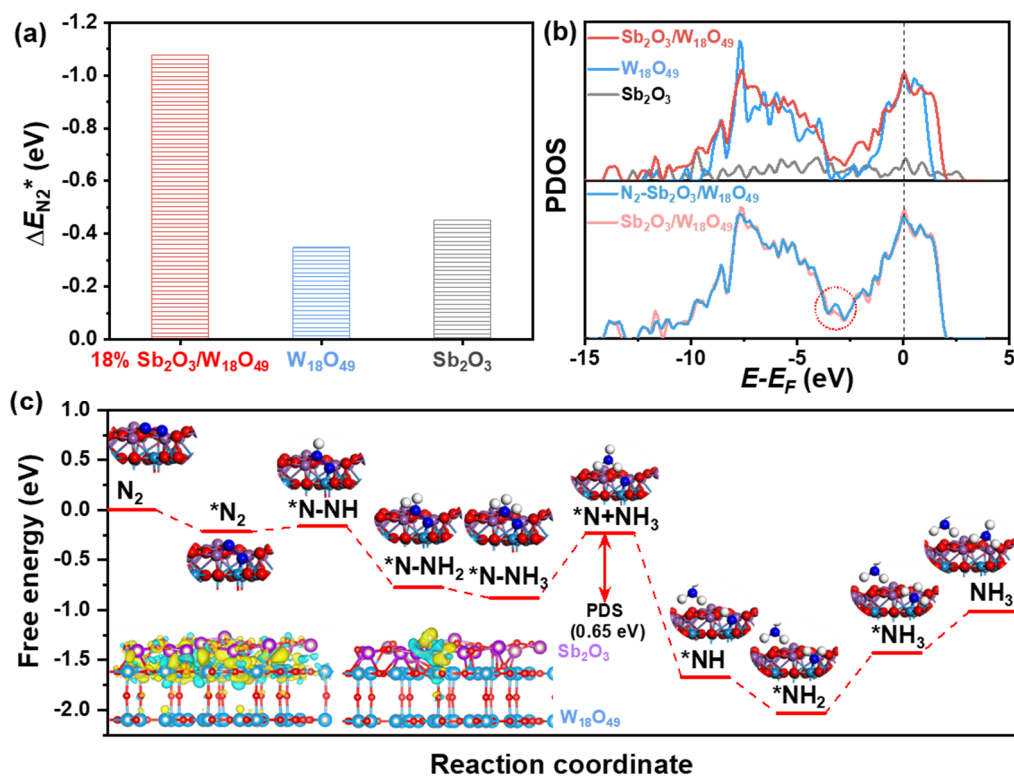 (a)
-1.2
-1.0
-0.8
-0.6
-0.4
-0.2
0.0
ΔE_N2* (eV)
18% Sb₂O₃/W₁₈O₄₉
W₁₈O₄₉
Sb₂O₃
(b)
Sb₂O₃/W₁₈O₄₉
W₁₈O₄₉
Sb₂O₃
N₂-Sb₂O₃/W₁₈O₄₉
Sb₂O₃/W₁₈O₄₉
PDOS
-15
-10
-5
0
5
E-E_F (eV)
(c)
1.0
0.5
0.0
-0.5
-1.0
-1.5
-2.0
Free energy (eV)
N₂
*N₂
*N-NH
*N-NH₂
*N-NH₃
*N+NH₃
PDS
(0.65 eV)
*NH
*NH₂
*NH₃
NH₃
Sb₂O₃
W₁₈O₄₉
Reaction coordinate